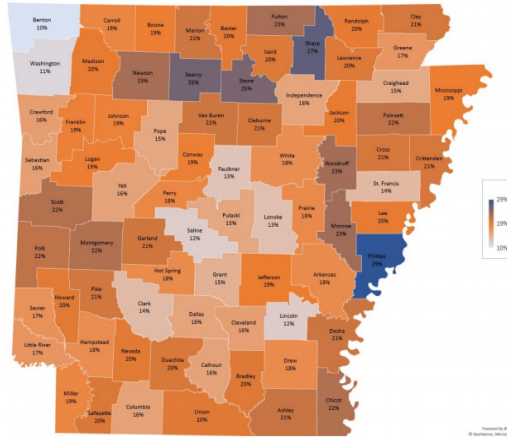 Benton
10%
Carroll
19%
Boone
19%
Marion
21%
Baxter
20%
Fulton
23%
Sharp
27%
Randolph
20%
Clay
21%
Greene
17%
Washington
11%
Madison
20%
Newton
23%
Searcy
25%
Stone
25%
Izard
20%
Lawrence
20%
Independence
16%
Craighead
15%
Mississippi
19%
Crawford
16%
Franklin
19%
Johnson
19%
Pope
15%
Van Buren
21%
Cleburne
21%
Jackson
20%
Poinsett
22%
Sebastian
16%
Logan
19%
Conway
19%
Faulkner
13%
White
18%
Woodruff
23%
Cross
21%
Crittenden
21%
Yell
16%
Perry
18%
St. Francis
14%
Scott
22%
Saline
12%
Pulaski
15%
Lonoke
13%
Prairie
18%
Monroe
23%
Lee
20%
Phillips
29%
Polk
22%
Montgomery
22%
Garland
21%
Hot Spring
18%
Grant
15%
Jefferson
19%
Arkansas
18%
Sevier
17%
Howard
20%
Pike
21%
Clark
14%
Dallas
16%
Cleveland
16%
Lincoln
12%
Desha
21%
Little River
17%
Hempstead
18%
Nevada
20%
Ouachita
20%
Calhoun
16%
Bradley
20%
Drew
18%
Chicot
22%
Miller
19%
Lafayette
20%
Columbia
16%
Union
20%
Ashley
21%
29%
10%